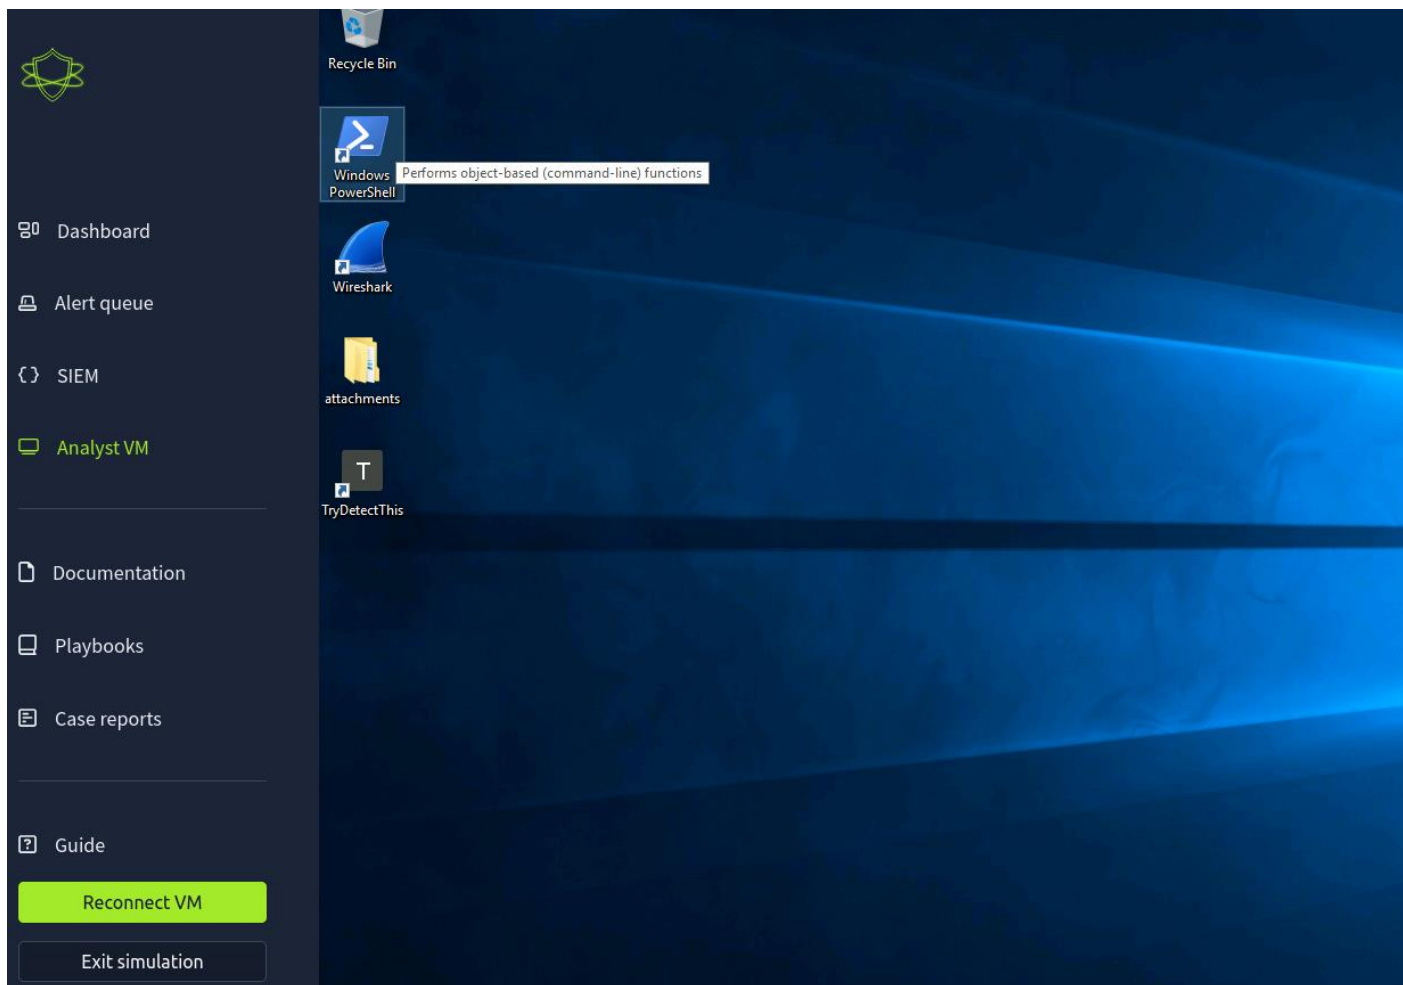 Dashboard
Alert queue
SIEM
Analyst VM
Documentation
Playbooks
Case reports
Guide
Reconnect VM
Exit simulation
Recycle Bin
Windows
PowerShell
Performs object-based (command-line) functions
Wireshark
attachments
T
TryDetectThis